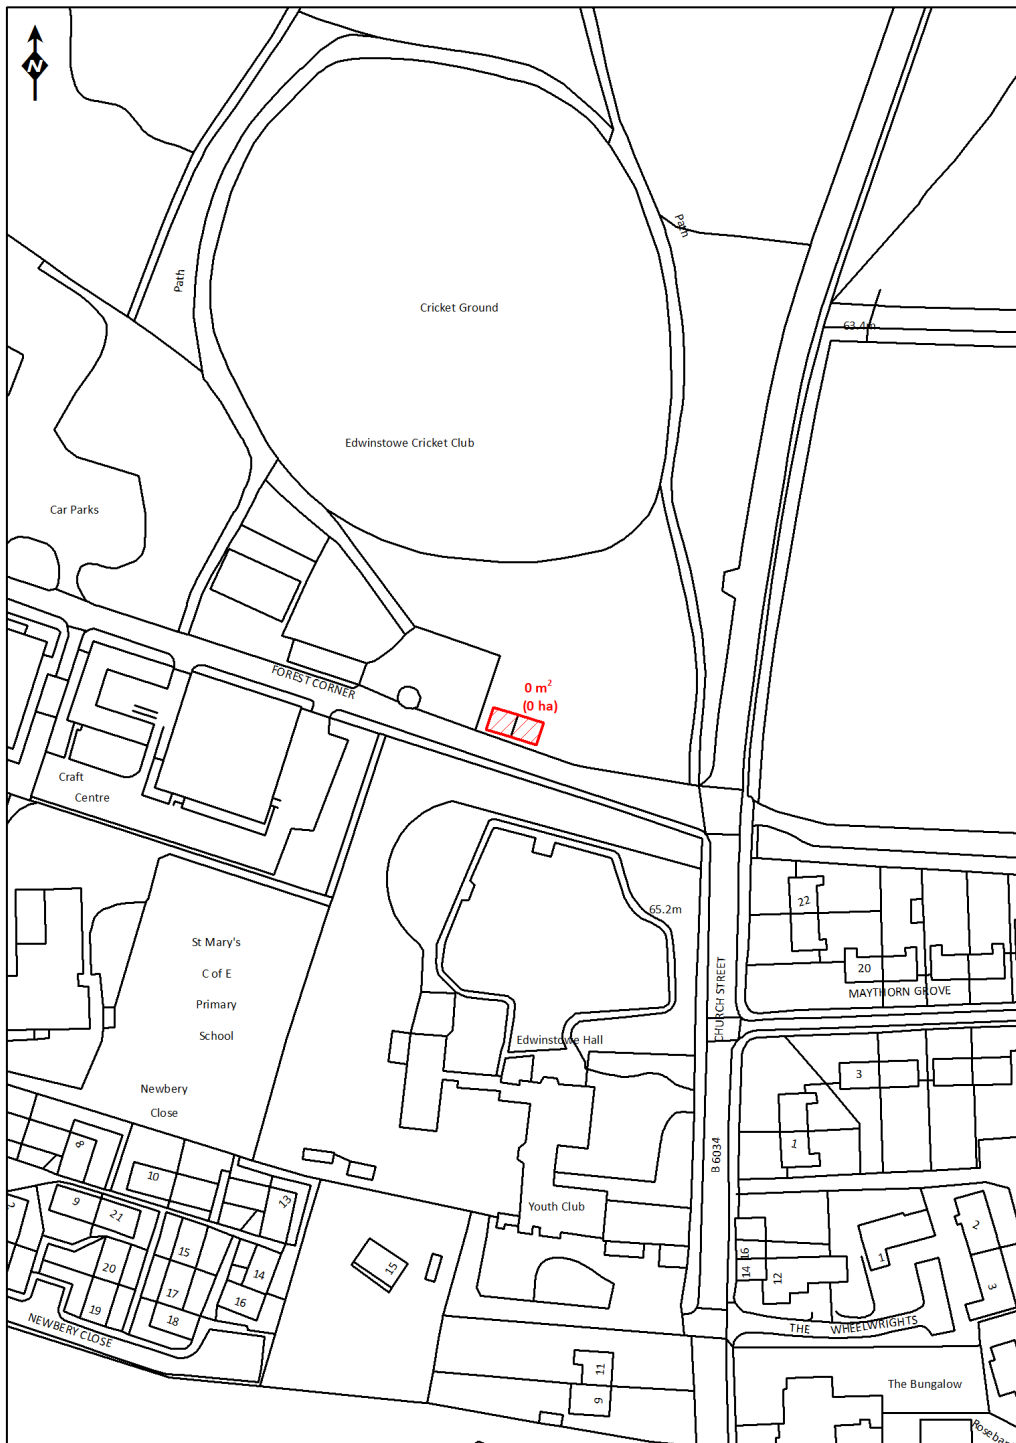 N
Path
Path
Cricket Ground
63.4m
Edwinstowe Cricket Club
Car Parks
FOREST CORNER
0 m²
(0 ha)
Craft
Centre
22
65.2m
St Mary's
C of E
Primary
School
20
MAYTHORN GROVE
CHURCH STREET
Edwinstowe Hall
3
Newbery
Close
8
1
B 6034
10
9
21
13
Youth Club
2
15
20
14
15
16
14
12
1
3
17
16
19
18
NEWBERY CLOSE
THE WHEELWRIGHTS
11
9
The Bungalow